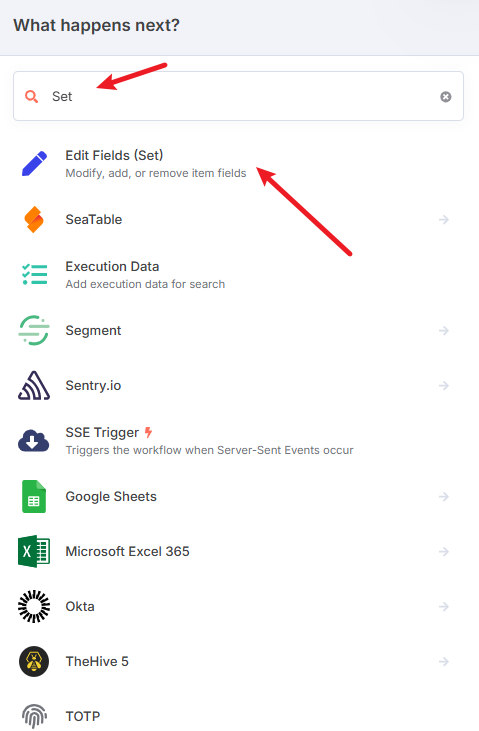 What happens next?
Set
Edit Fields (Set)
Modify, add, or remove item fields
SeaTable
Execution Data
Add execution data for search
Segment
Sentry.io
SSE Trigger
Triggers the workflow when Server-Sent Events occur
Google Sheets
Microsoft Excel 365
Okta
TheHive 5
TOTP